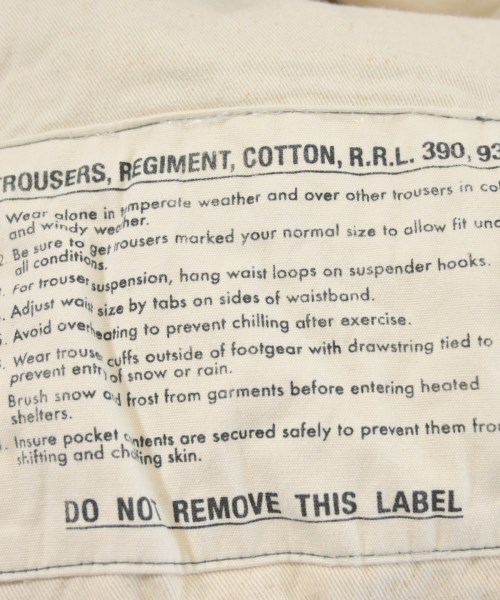 TROUSERS, REGIMENT, COTTON, R.R.L. 390, 93
Wear alone in temperate weather and over other trousers in col
and windy weather.
2 Be sure to get trousers marked your normal size to allow fit und
all conditions.
. For trouser suspension, hang waist loops on suspender hooks.
. Adjust waist size by tabs on sides of waistband.
. Avoid overheating to prevent chilling after exercise.
. Wear trouser cuffs outside of footgear with drawstring tied to
prevent entry of snow or rain.
Brush snow and frost from garments before entering heated
shelters.
. Insure pocket contents are secured safely to prevent them from
shifting and chafing skin.
DO NOT REMOVE THIS LABEL